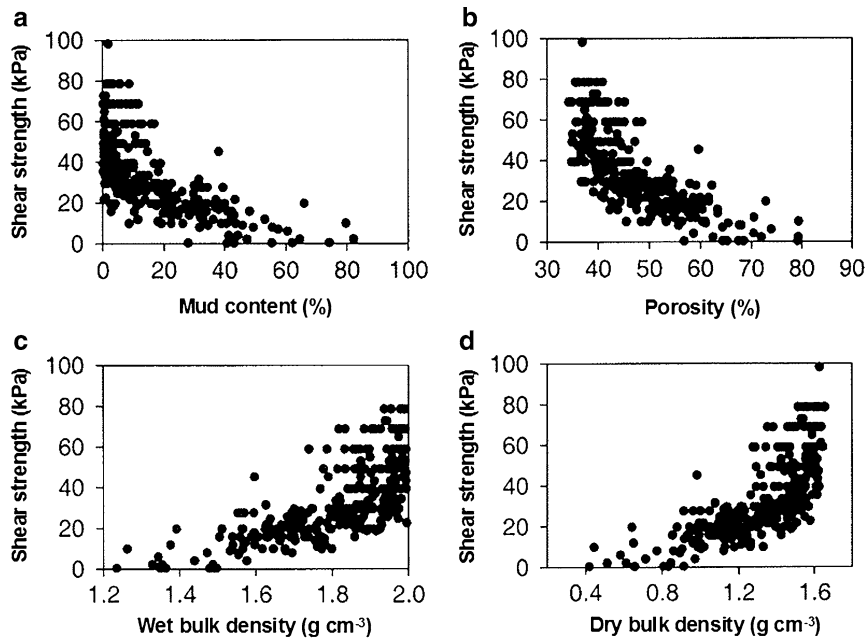 a
b
Shear strength (kPa)
100
80
60
40
20
0
0 20 40 60 80 100
Mud content (%)
Shear strength (kPa)
100
80
60
40
20
0
30 40 50 60 70 80 90
Porosity (%)
c
d
Shear strength (kPa)
100
80
60
40
20
0
1.2 1.4 1.6 1.8 2.0
Wet bulk density (g cm-3)
Shear strength (kPa)
100
80
60
40
20
0
0.4 0.8 1.2 1.6
Dry bulk density (g cm-3)